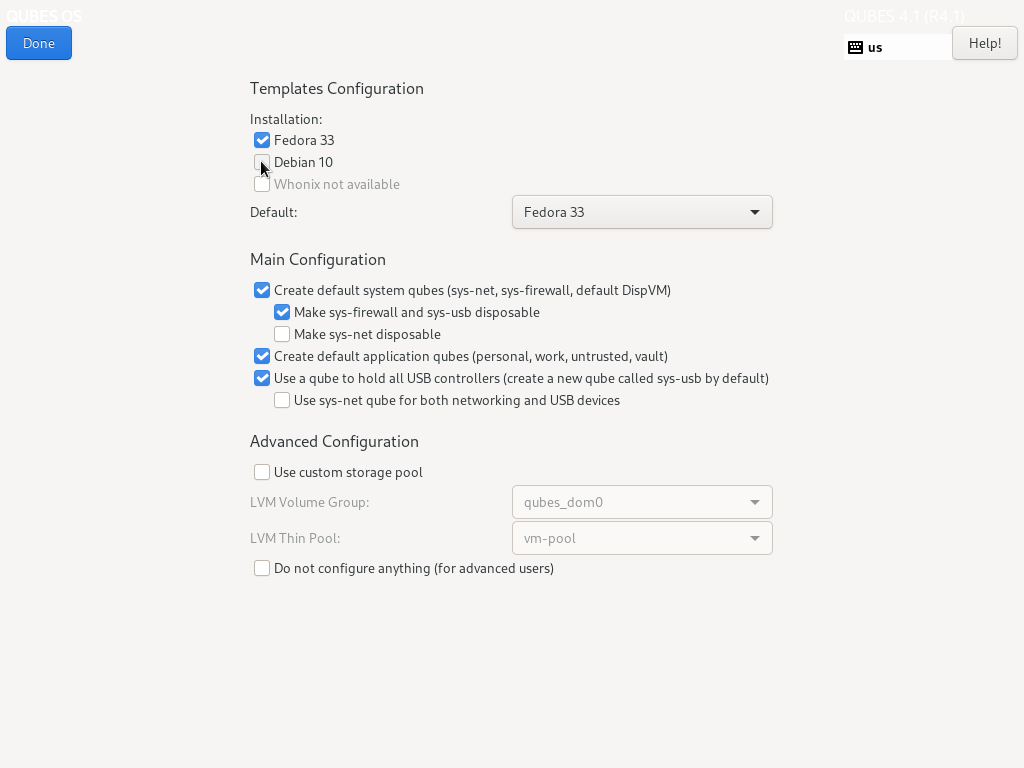 QUBES OS
QUBES 4.1 (R4.1)
Done
us
Help!
Templates Configuration
Installation:
Fedora 33
Debian 10
Whonix not available
Default:
Fedora 33
Main Configuration
Create default system qubes (sys-net, sys-firewall, default DispVM)
Make sys-firewall and sys-usb disposable
Make sys-net disposable
Create default application qubes (personal, work, untrusted, vault)
Use a qube to hold all USB controllers (create a new qube called sys-usb by default)
Use sys-net qube for both networking and USB devices
Advanced Configuration
Use custom storage pool
LVM Volume Group:
qubes_dom0
LVM Thin Pool:
vm-pool
Do not configure anything (for advanced users)